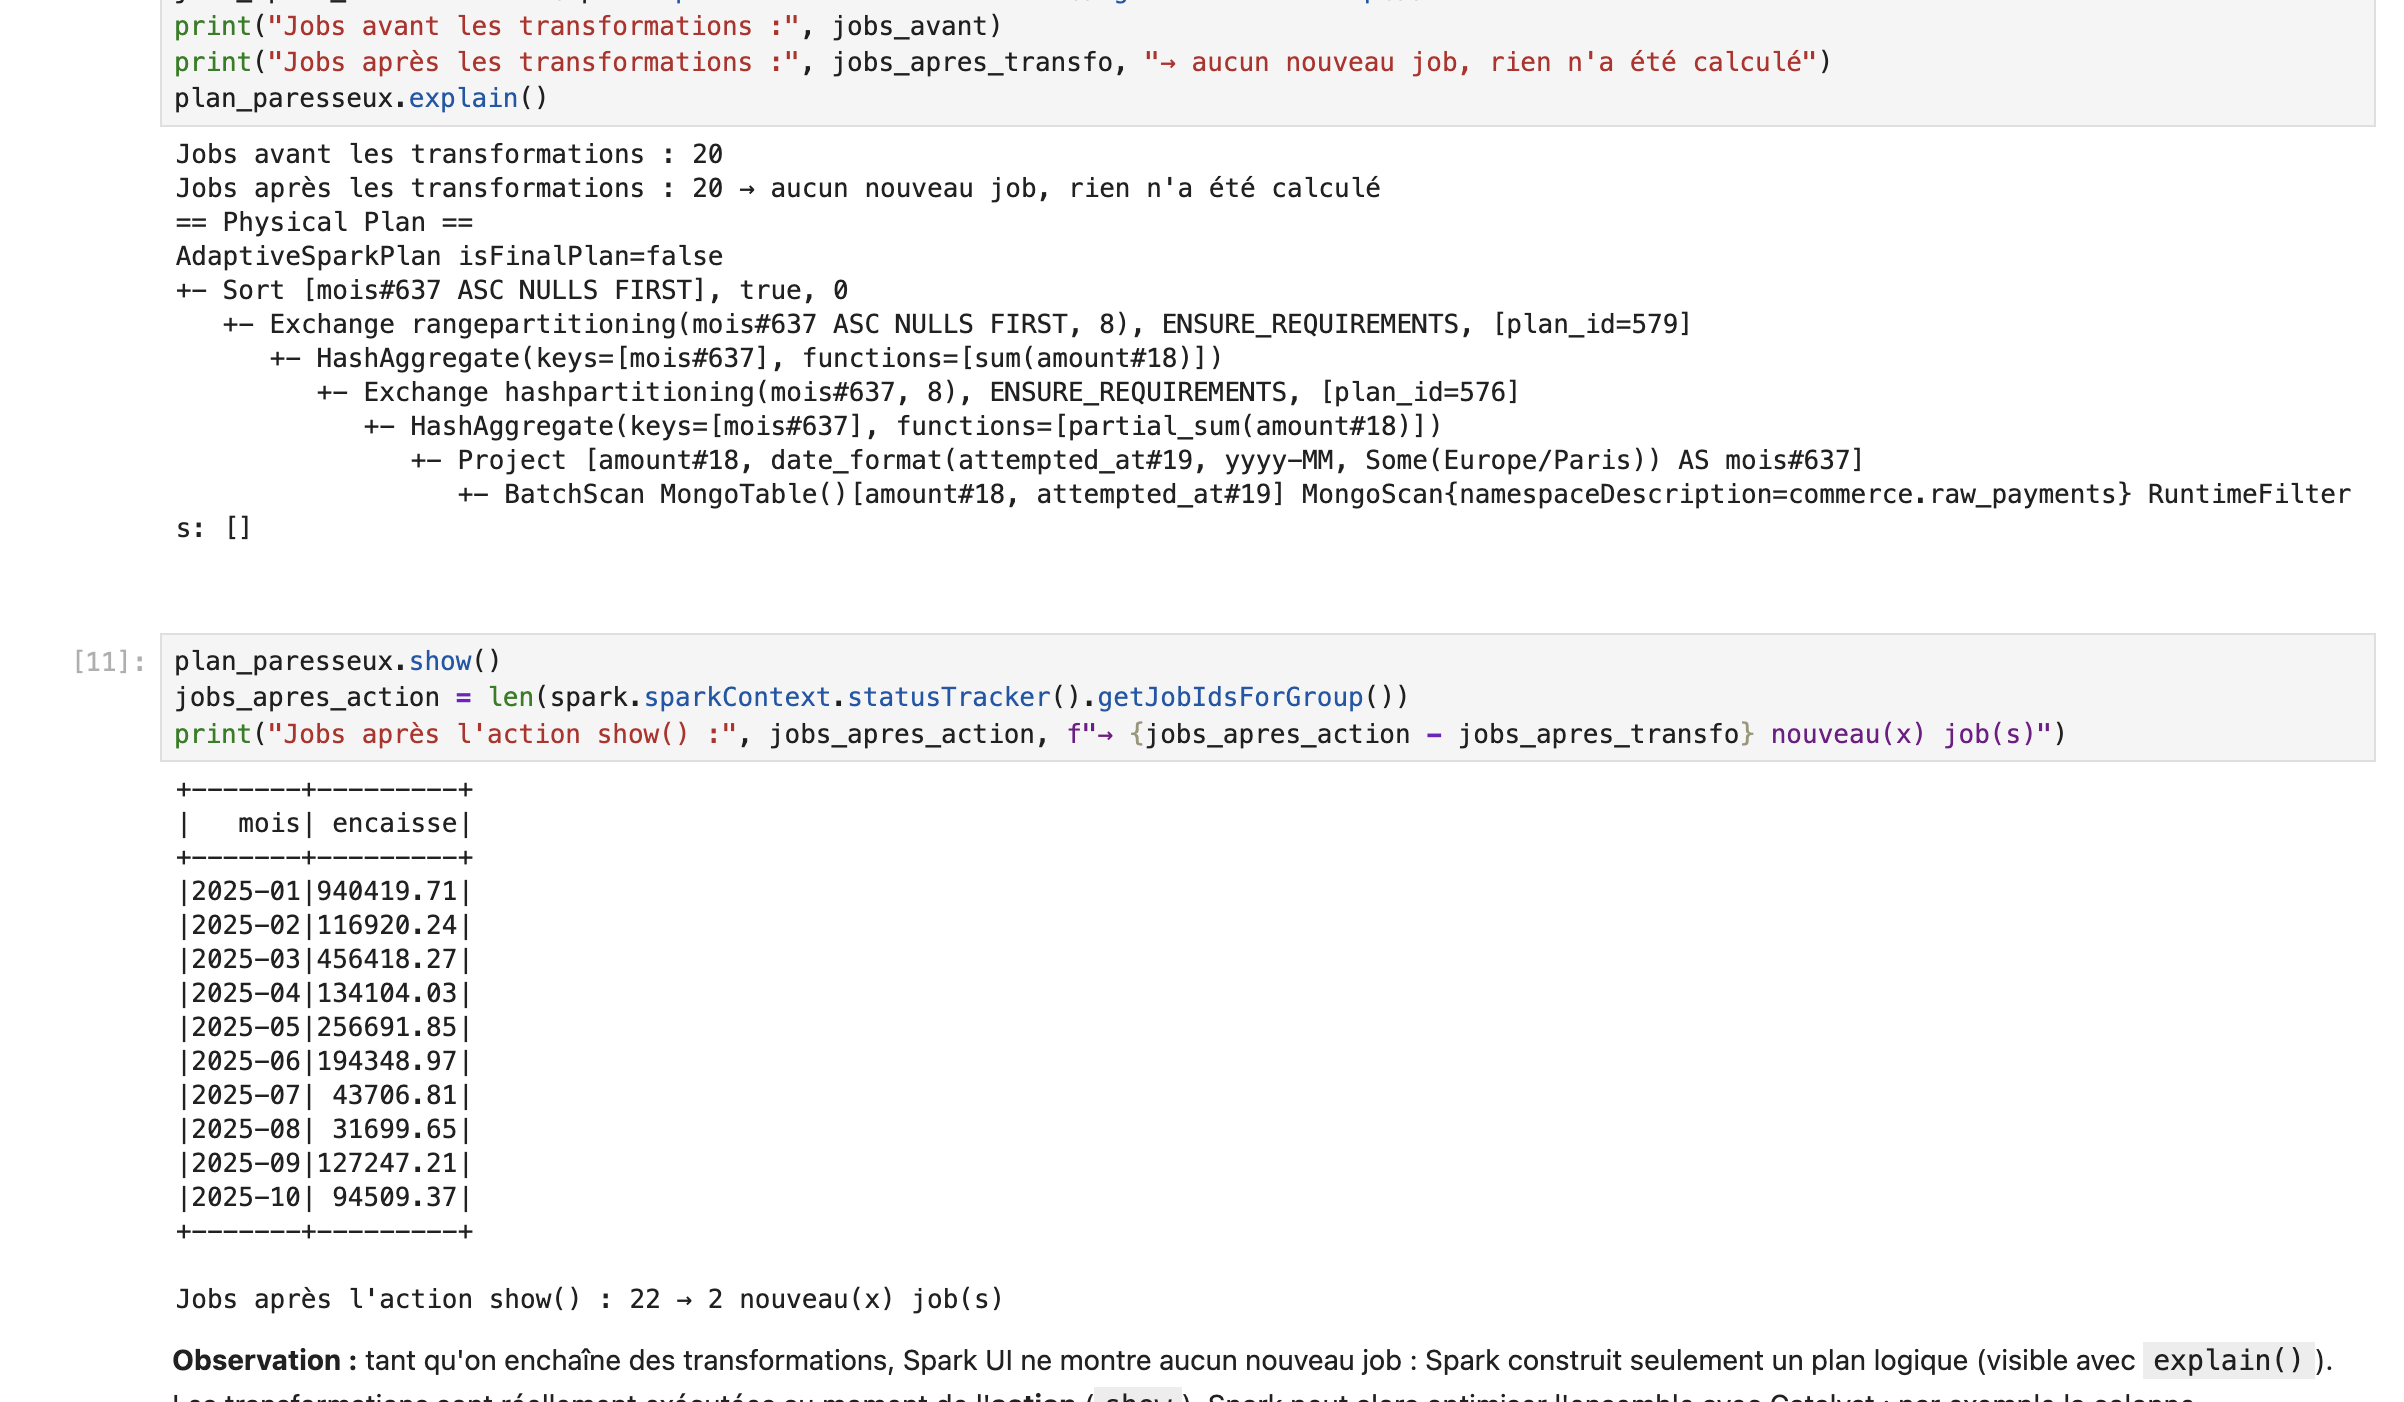 print("Jobs avant les transformations :", jobs_avant)
print("Jobs après les transformations :", jobs_apres_transfo, "→ aucun nouveau job, rien n'a été calculé")
plan_paresseux.explain()
Jobs avant les transformations : 20
Jobs après les transformations : 20 → aucun nouveau job, rien n'a été calculé
== Physical Plan ==
AdaptiveSparkPlan isFinalPlan=false
+- Sort [mois#637 ASC NULLS FIRST], true, 0
   +- Exchange rangepartitioning(mois#637 ASC NULLS FIRST, 8), ENSURE_REQUIREMENTS, [plan_id=579]
      +- HashAggregate(keys=[mois#637], functions=[sum(amount#18)])
         +- Exchange hashpartitioning(mois#637, 8), ENSURE_REQUIREMENTS, [plan_id=576]
            +- HashAggregate(keys=[mois#637], functions=[partial_sum(amount#18)])
               +- Project [amount#18, date_format(attempted_at#19, yyyy-MM, Some(Europe/Paris)) AS mois#637]
                  +- BatchScan MongoTable()[amount#18, attempted_at#19] MongoScan{namespaceDescription=commerce.raw_payments} RuntimeFilter
s: []
[11]:
plan_paresseux.show()
jobs_apres_action = len(spark.sparkContext.statusTracker().getJobIdsForGroup())
print("Jobs après l'action show() :", jobs_apres_action, f"→ {jobs_apres_action - jobs_apres_transfo} nouveau(x) job(s)")
+-------+---------+
|   mois| encaisse|
+-------+---------+
|2025-01|940419.71|
|2025-02|116920.24|
|2025-03|456418.27|
|2025-04|134104.03|
|2025-05|256691.85|
|2025-06|194348.97|
|2025-07| 43706.81|
|2025-08| 31699.65|
|2025-09|127247.21|
|2025-10| 94509.37|
+-------+---------+
Jobs après l'action show() : 22 → 2 nouveau(x) job(s)
Observation : tant qu'on enchaîne des transformations, Spark UI ne montre aucun nouveau job : Spark construit seulement un plan logique (visible avec explain() ).